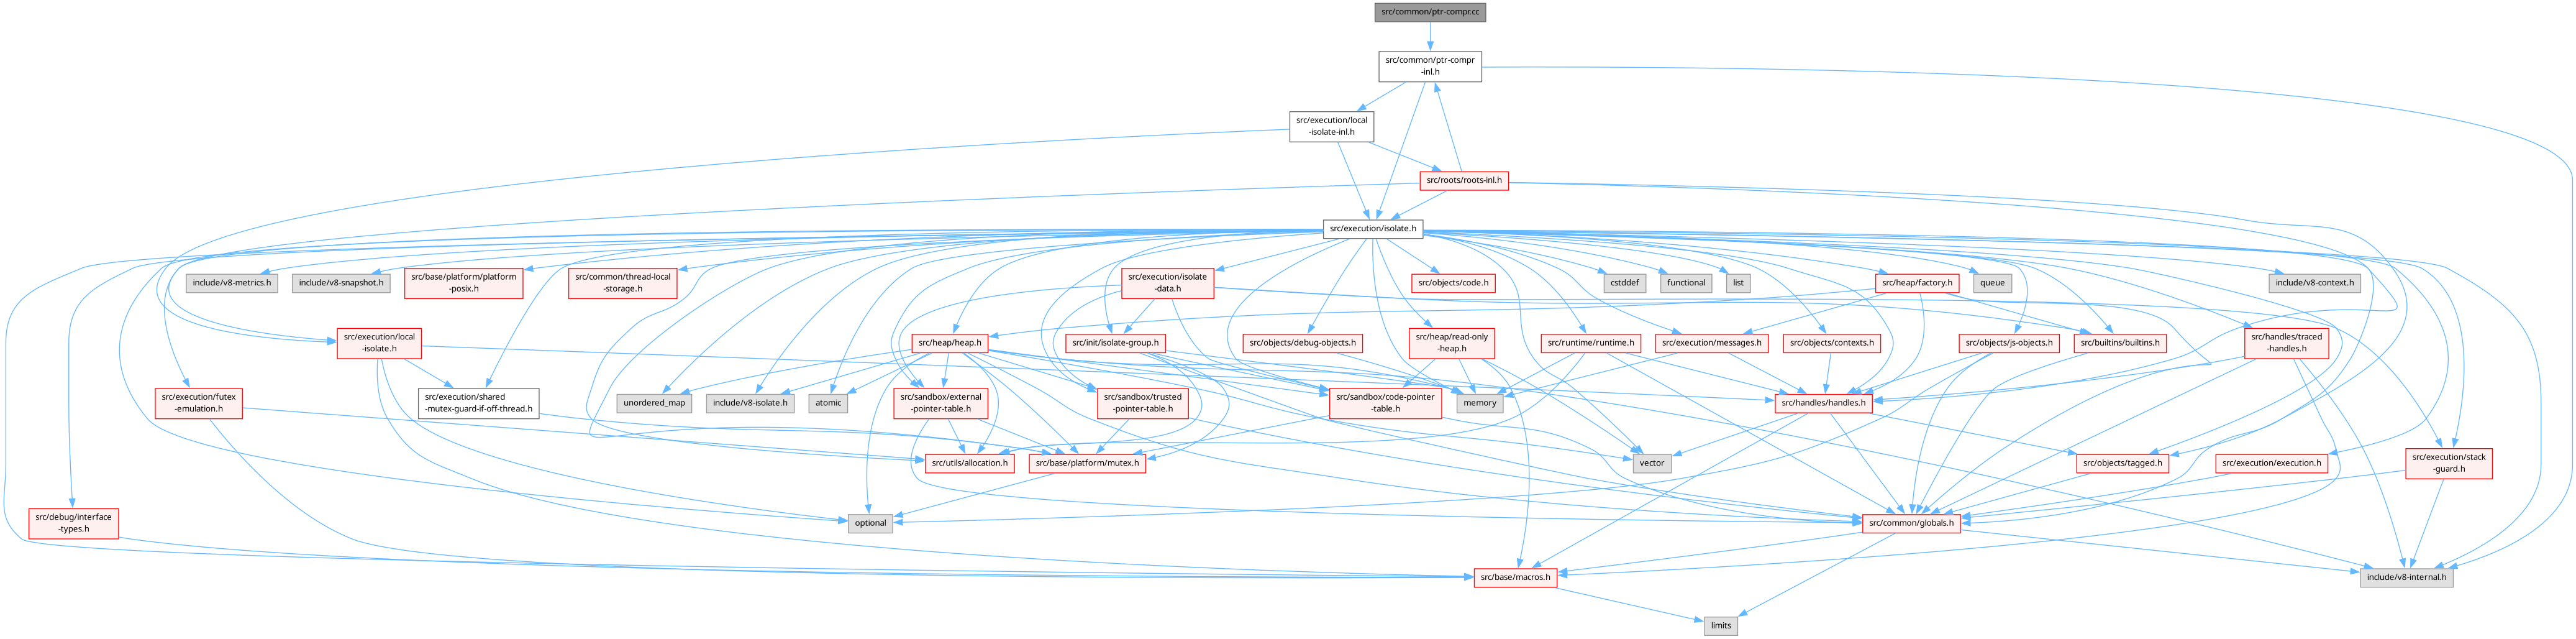 src/common/ptr-compr.cc
src/common/ptr-compr
-inl.h
src/execution/local
-isolate-inl.h
src/roots/roots-inl.h
src/execution/isolate.h
include/v8-metrics.h
include/v8-snapshot.h
src/base/platform/platform
-posix.h
src/common/thread-local
-storage.h
src/execution/isolate
-data.h
src/objects/code.h
cstddef
functional
list
src/heap/factory.h
queue
include/v8-context.h
src/execution/local
-isolate.h
src/heap/heap.h
src/init/isolate-group.h
src/objects/debug-objects.h
src/heap/read-only
-heap.h
src/runtime/runtime.h
src/execution/messages.h
src/objects/contexts.h
src/objects/js-objects.h
src/builtins/builtins.h
src/handles/traced
-handles.h
src/execution/futex
-emulation.h
src/execution/shared
-mutex-guard-if-off-thread.h
unordered_map
include/v8-isolate.h
atomic
src/sandbox/external
-pointer-table.h
src/sandbox/trusted
-pointer-table.h
src/sandbox/code-pointer
-table.h
memory
src/handles/handles.h
src/utils/allocation.h
src/base/platform/mutex.h
vector
src/objects/tagged.h
src/execution/execution.h
src/execution/stack
-guard.h
src/debug/interface
-types.h
optional
src/common/globals.h
src/base/macros.h
include/v8-internal.h
limits